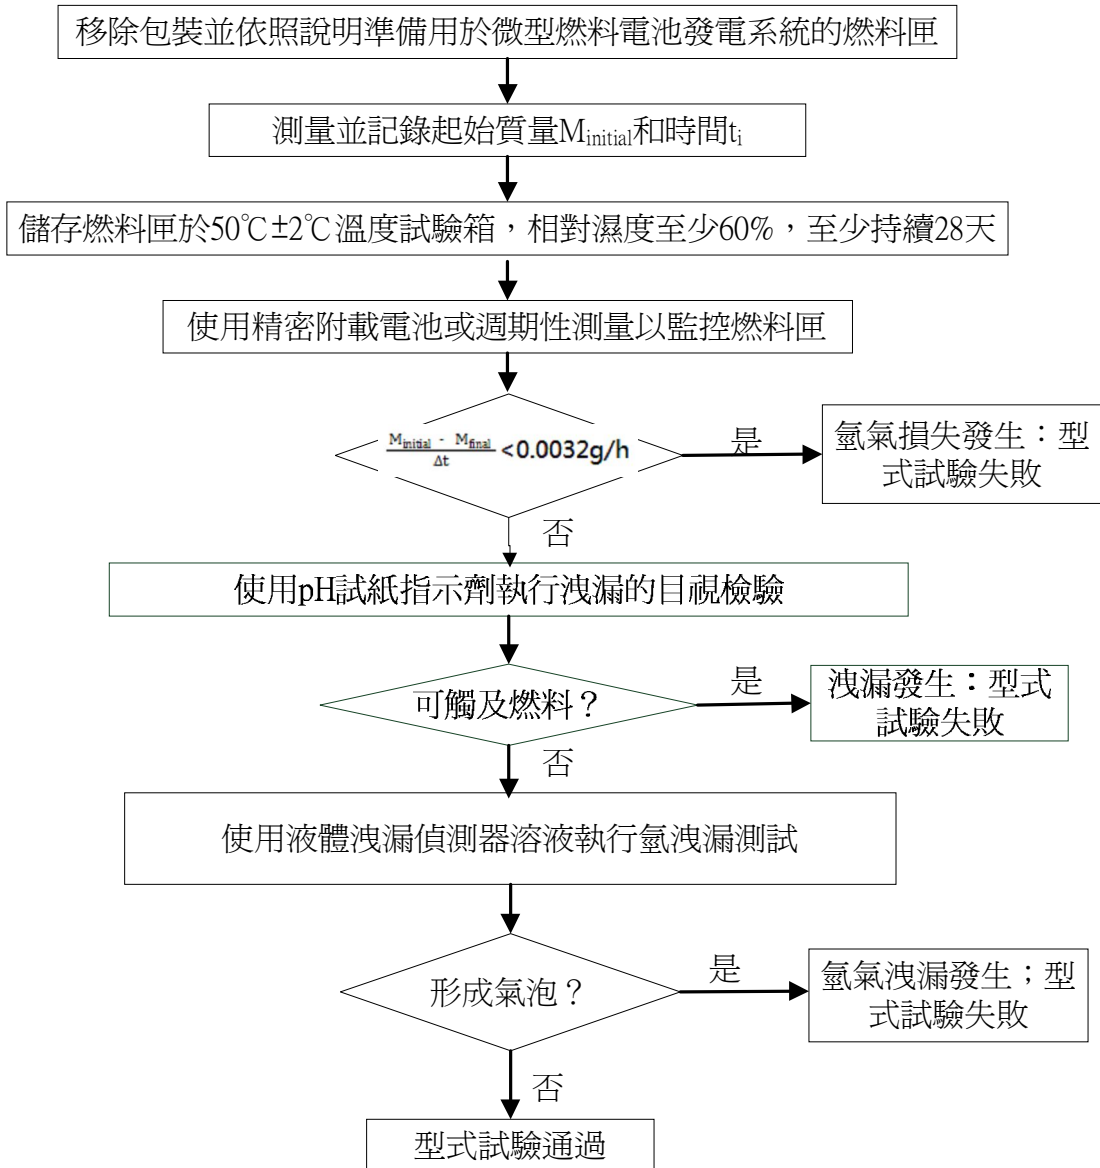 移除包裝並依照說明準備用於微型燃料電池發電系統的燃料匣
測量並記錄起始質量Minitial和時間ti
儲存燃料匣於50℃±2℃溫度試驗箱，相對濕度至少60%，至少持續28天
使用精密附載電池或週期性測量以監控燃料匣
Minitial - Mfinal
Δt
<0.0032g/h
是
氫氣損失發生：型
式試驗失敗
否
使用pH試紙指示劑執行洩漏的目視檢驗
可觸及燃料？
是
洩漏發生：型式
試驗失敗
否
使用液體洩漏偵測器溶液執行氫洩漏測試
形成氣泡？
是
氫氣洩漏發生；型
式試驗失敗
否
型式試驗通過